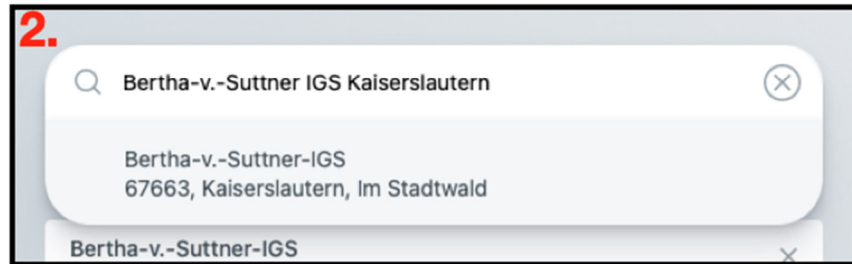 2.
Bertha-v.-Suttner IGS Kaiserslautern
Bertha-v.-Suttner-IGS
67663, Kaiserslautern, Im Stadtwald
Bertha-v.-Suttner-IGS